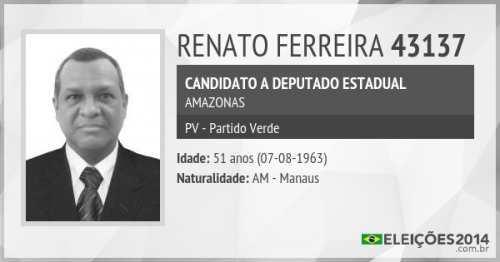 RENATO FERREIRA 43137
CANDIDATO A DEPUTADO ESTADUAL
AMAZONAS
PV - Partido Verde
Idade: 51 anos (07-08-1963)
Naturalidade: AM - Manaus
ELEIÇÕES2014
.com.br